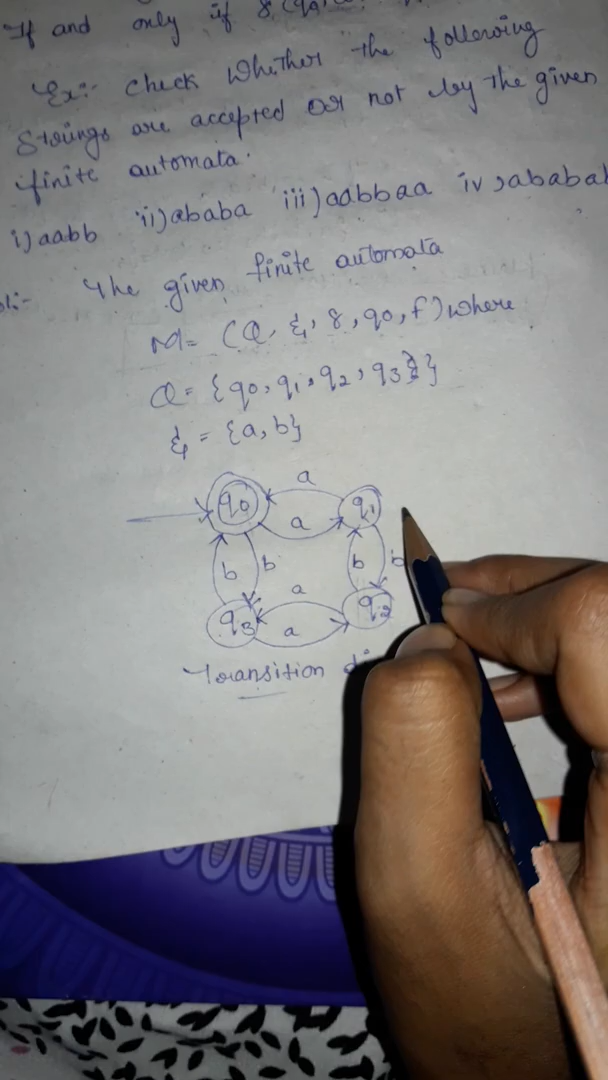 If and only if δ(q0
Ex:- check whether the following
strings are accepted or not by the given
finite automata.
i) aabb ii) ababa iii) aabbaa iv) ababab
The given finite automata
M = (Q, Σ, δ, q0, f) where
Q = {q0, q1, q2, q3}
Σ = {a, b}
a
q0 q1
a
b b b b
a
q3 q2
a
Transition